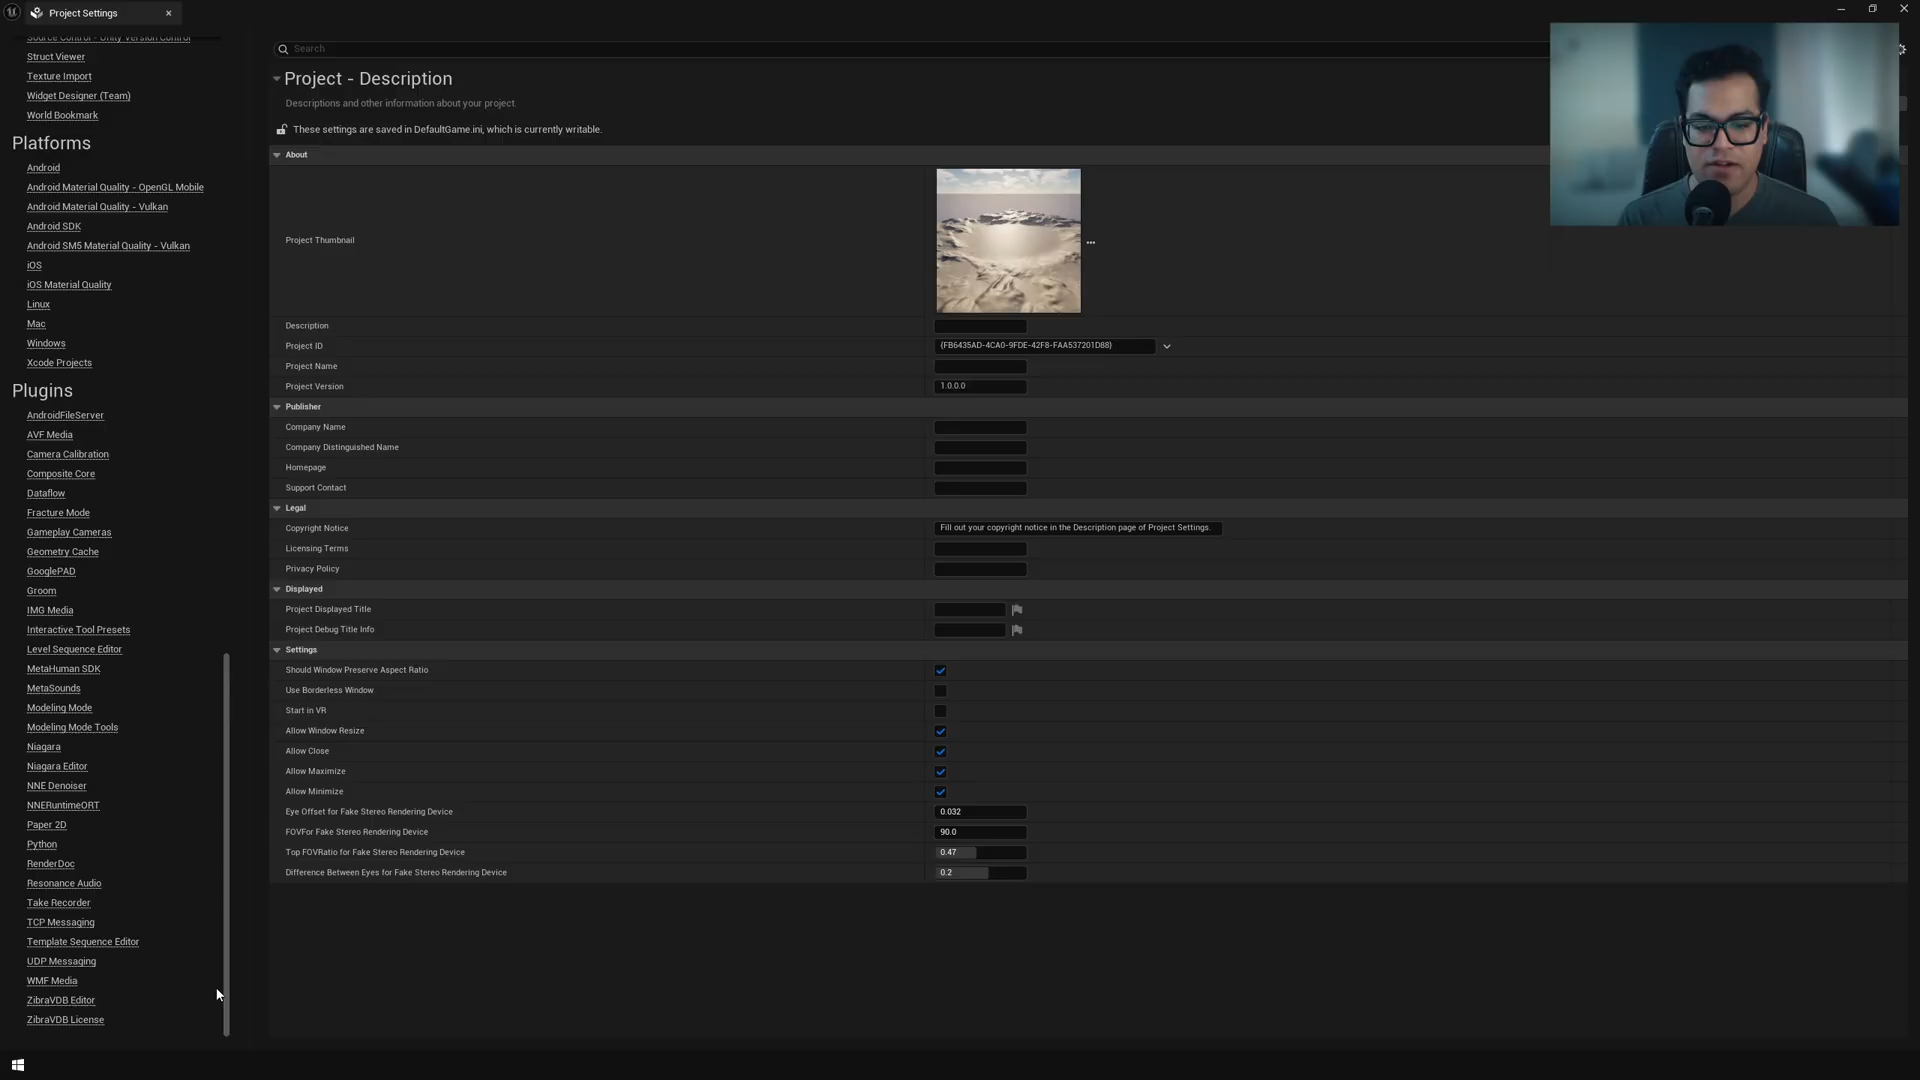 Project Settings
Source Control - Unity Version Control
Struct Viewer
Texture Import
Widget Designer (Team)
World Bookmark
Platforms
Android
Android Material Quality - OpenGL Mobile
Android Material Quality - Vulkan
Android SDK
Android SM5 Material Quality - Vulkan
iOS
iOS Material Quality
Linux
Mac
Windows
Xcode Projects
Plugins
AndroidFileServer
AVF Media
Camera Calibration
Composite Core
Dataflow
Fracture Mode
Gameplay Cameras
Geometry Cache
GooglePAD
Groom
IMG Media
Interactive Tool Presets
Level Sequence Editor
MetaHuman SDK
MetaSounds
Modeling Mode
Modeling Mode Tools
Niagara
Niagara Editor
NNE Denoiser
NNERuntimeORT
Paper 2D
Python
RenderDoc
Resonance Audio
Take Recorder
TCP Messaging
Template Sequence Editor
UDP Messaging
WMF Media
ZibraVDB Editor
ZibraVDB License
Search
Project - Description
Descriptions and other information about your project.
These settings are saved in DefaultGame.ini, which is currently writable.
About
Project Thumbnail
Description
Project ID {FB6435AD-4CA0-9FDE-42F8-FAA537201D88}
Project Name
Project Version 1.0.0.0
Publisher
Company Name
Company Distinguished Name
Homepage
Support Contact
Legal
Copyright Notice Fill out your copyright notice in the Description page of Project Settings.
Licensing Terms
Privacy Policy
Displayed
Project Displayed Title
Project Debug Title Info
Settings
Should Window Preserve Aspect Ratio
Use Borderless Window
Start in VR
Allow Window Resize
Allow Close
Allow Maximize
Allow Minimize
Eye Offset for Fake Stereo Rendering Device 0.032
FOVFor Fake Stereo Rendering Device 90.0
Top FOVRatio for Fake Stereo Rendering Device 0.47
Difference Between Eyes for Fake Stereo Rendering Device 0.2